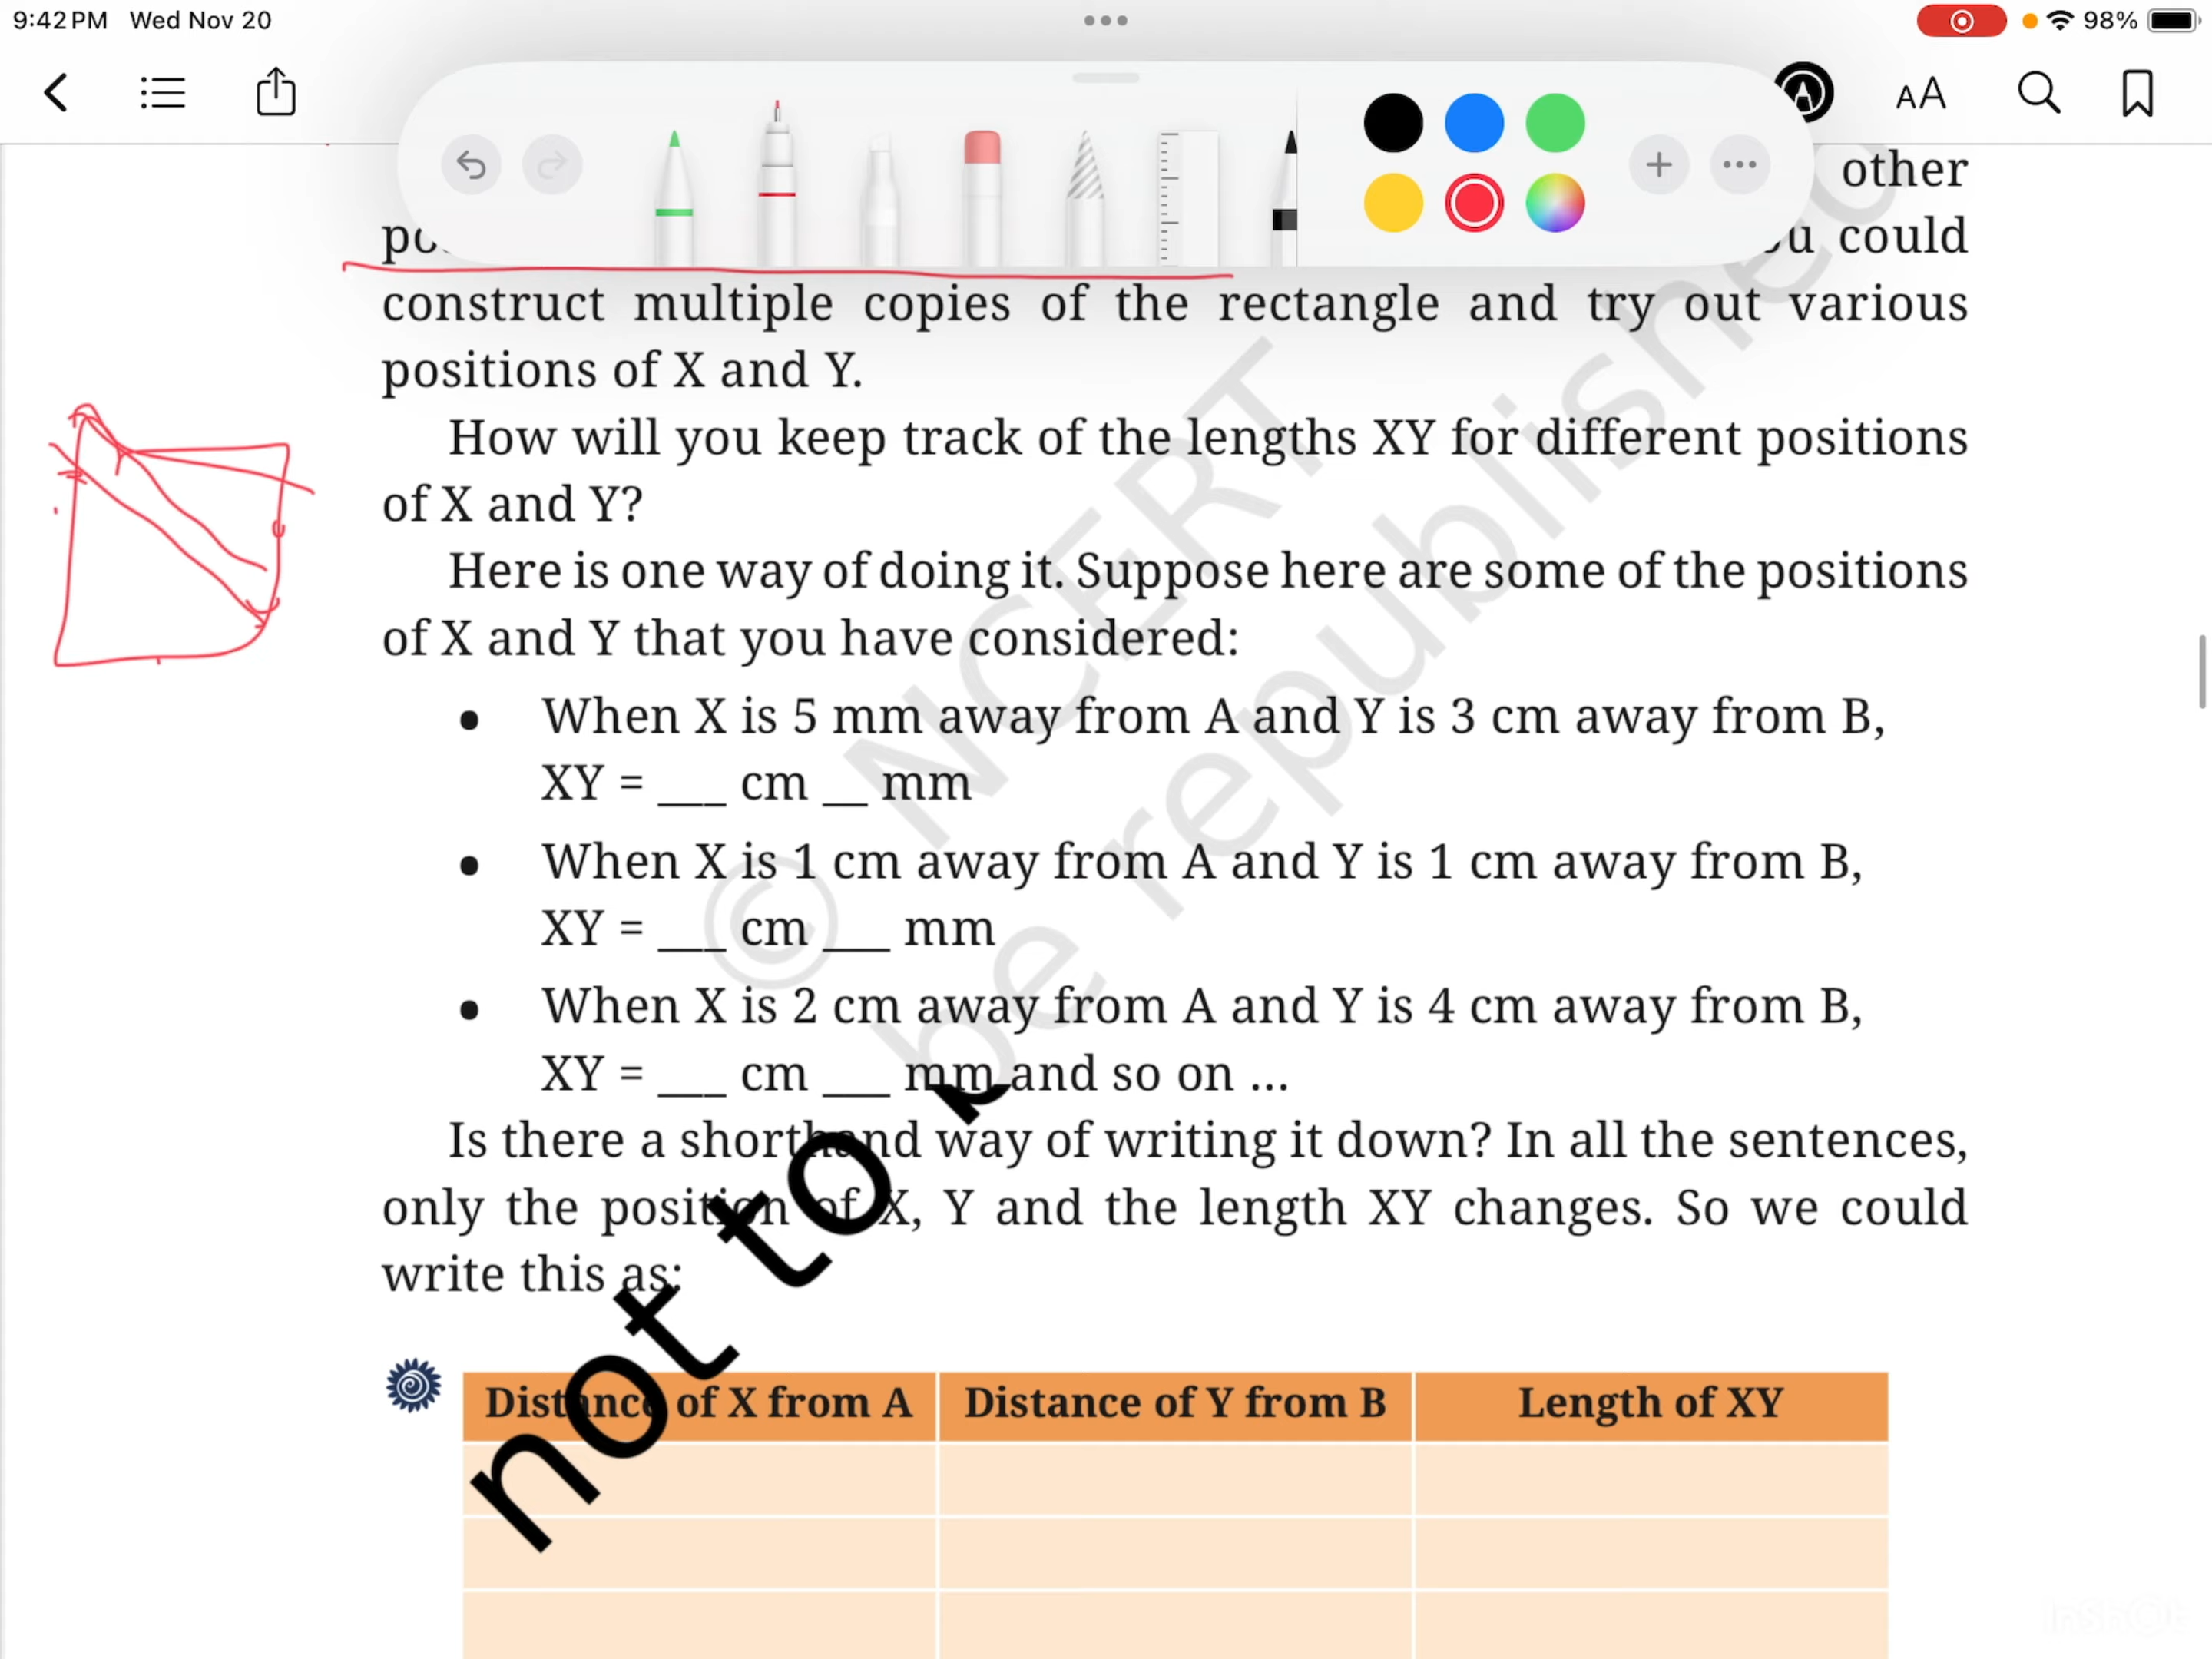 9:42 PM Wed Nov 20
98%
AA
other
could
construct multiple copies of the rectangle and try out various
positions of X and Y.
How will you keep track of the lengths XY for different positions
of X and Y?
Here is one way of doing it. Suppose here are some of the positions
of X and Y that you have considered:
• When X is 5 mm away from A and Y is 3 cm away from B,
XY = ___ cm __ mm
• When X is 1 cm away from A and Y is 1 cm away from B,
XY = ___ cm ___ mm
• When X is 2 cm away from A and Y is 4 cm away from B,
XY = ___ cm ___ mm and so on ...
Is there a shorthand way of writing it down? In all the sentences,
only the position of X, Y and the length XY changes. So we could
write this as:
Distance of X from A Distance of Y from B Length of XY
© NCERT
not to be republished